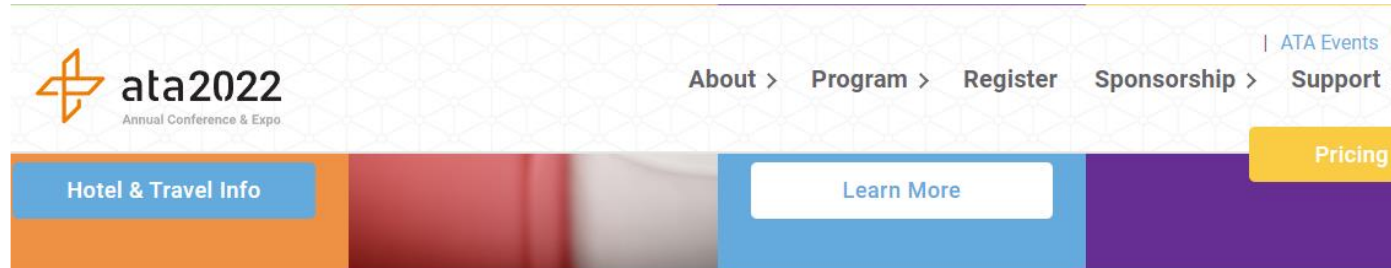 | ATA Events
ata2022
Annual Conference & Expo
About > Program > Register Sponsorship > Support
Pricing
Hotel & Travel Info
Learn More